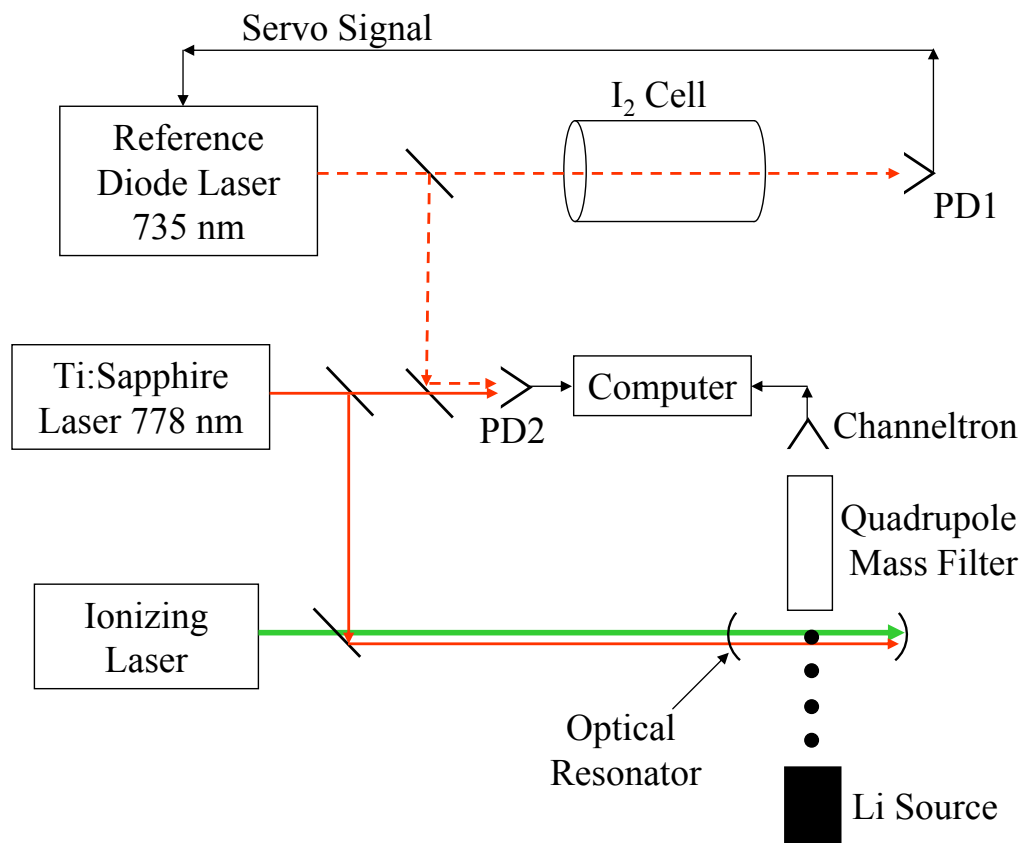 Servo Signal
I₂ Cell
Reference
Diode Laser
735 nm
PD1
Ti:Sapphire
Laser 778 nm
PD2
Computer
Channeltron
Quadrupole
Mass Filter
Ionizing
Laser
Optical
Resonator
Li Source